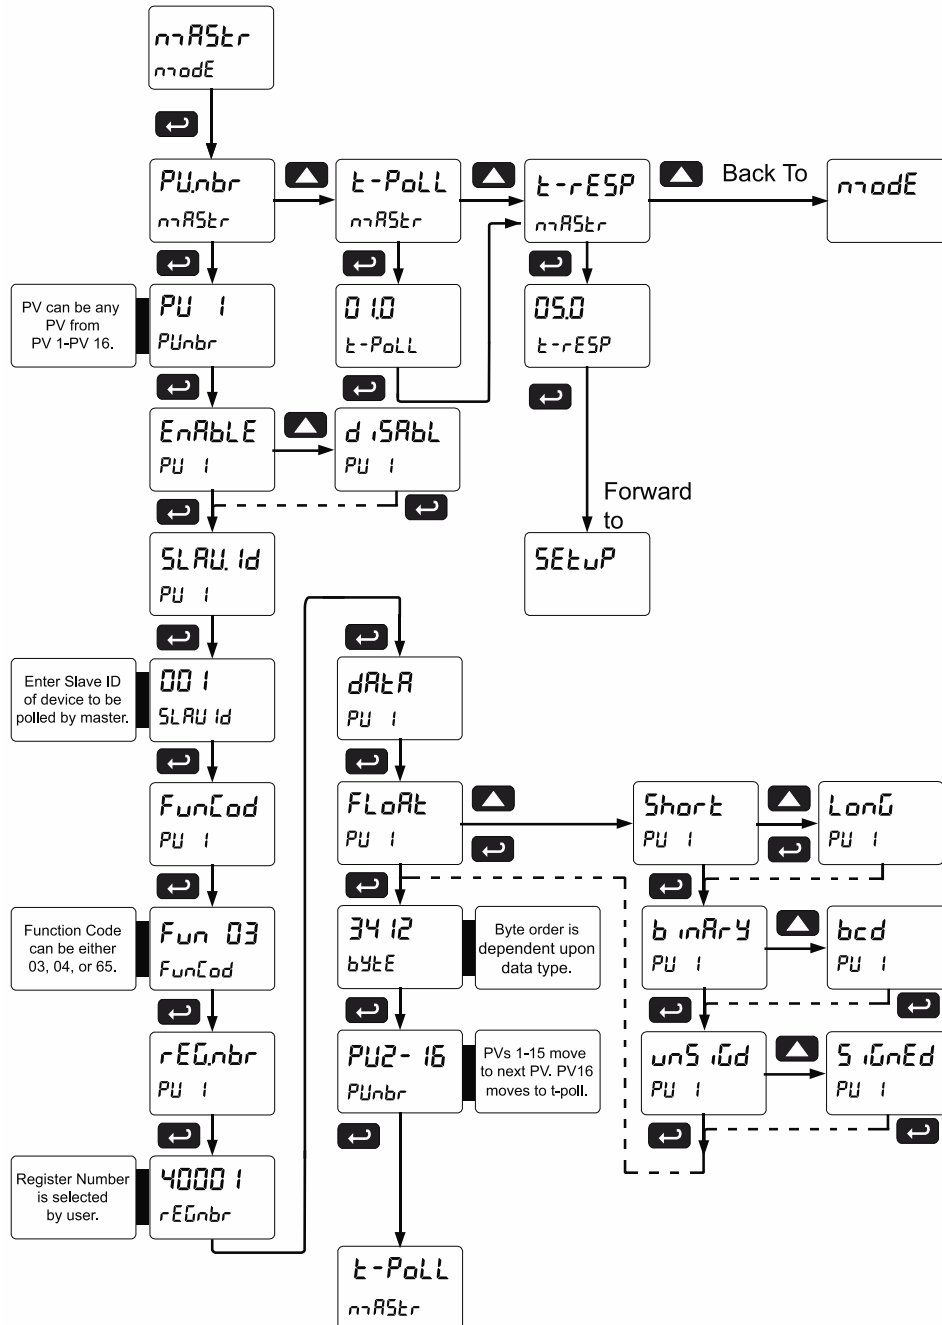 mAStr
modE
PV.nbr
mAStr
t-PoLL
mAStr
t-rESP
mAStr
Back To
modE
PV can be any
PV from
PV 1-PV 16.
PV 1
PVnbr
01.0
t-PoLL
05.0
t-rESP
EnAbLE
PV 1
diSAbL
PV 1
Forward
to
SLAV.Id
PV 1
SEtuP
Enter Slave ID
of device to be
polled by master.
001
SLAVId
dAtA
PV 1
FunCod
PV 1
FLoAt
PV 1
Short
PV 1
LonG
PV 1
Function Code
can be either
03, 04, or 65.
Fun 03
FunCod
3412
bytE
Byte order is
dependent upon
data type.
binAry
PV 1
bcd
PV 1
rEG.nbr
PV 1
PV2-16
PVnbr
PVs 1-15 move
to next PV. PV16
moves to t-poll.
unSiGd
PV 1
SiGnEd
PV 1
Register Number
is selected
by user.
40001
rEGnbr
t-PoLL
mAStr